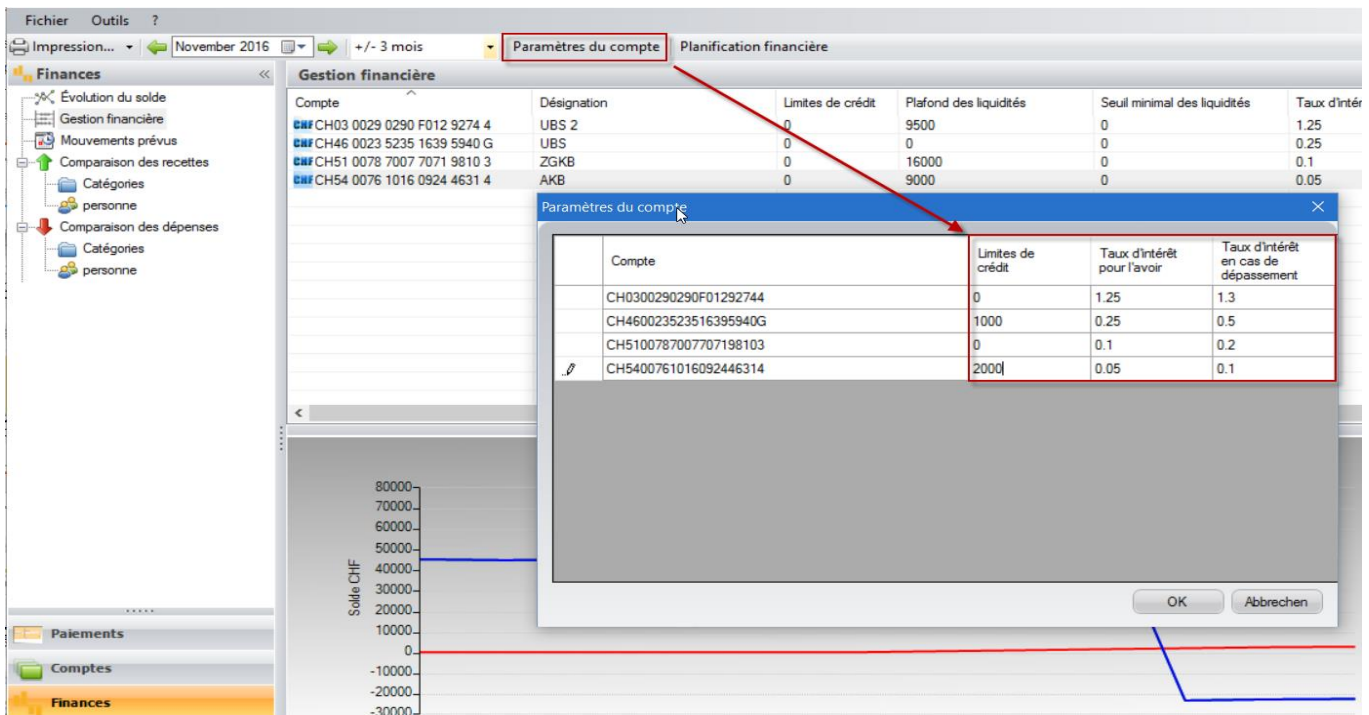 Fichier Outils ?
Impression... November 2016 +/- 3 mois Paramètres du compte Planification financière
Finances « Gestion financière
Évolution du solde
Gestion financière
Mouvements prévus
Comparaison des recettes
Catégories
personne
Comparaison des dépenses
Catégories
personne
Compte Désignation Limites de crédit Plafond des liquidités Seuil minimal des liquidités Taux d'intér
CHF CH03 0029 0290 F012 9274 4 UBS 2 0 9500 0 1.25
CHF CH46 0023 5235 1639 5940 G UBS 0 0 0 0.25
CHF CH51 0078 7007 7071 9810 3 ZGKB 0 16000 0 0.1
CHF CH54 0076 1016 0924 4631 4 AKB 0 9000 0 0.05
Paramètres du compte
Compte Limites de crédit Taux d'intérêt pour l'avoir Taux d'intérêt en cas de dépassement
CH0300290290F01292744 0 1.25 1.3
CH460023523516395940G 1000 0.25 0.5
CH5100787007707198103 0 0.1 0.2
CH5400761016092446314 2000 0.05 0.1
OK Abbrechen
Solde CHF
80000
70000
60000
50000
40000
30000
20000
10000
0
-10000
-20000
-30000
Paiements
Comptes
Finances